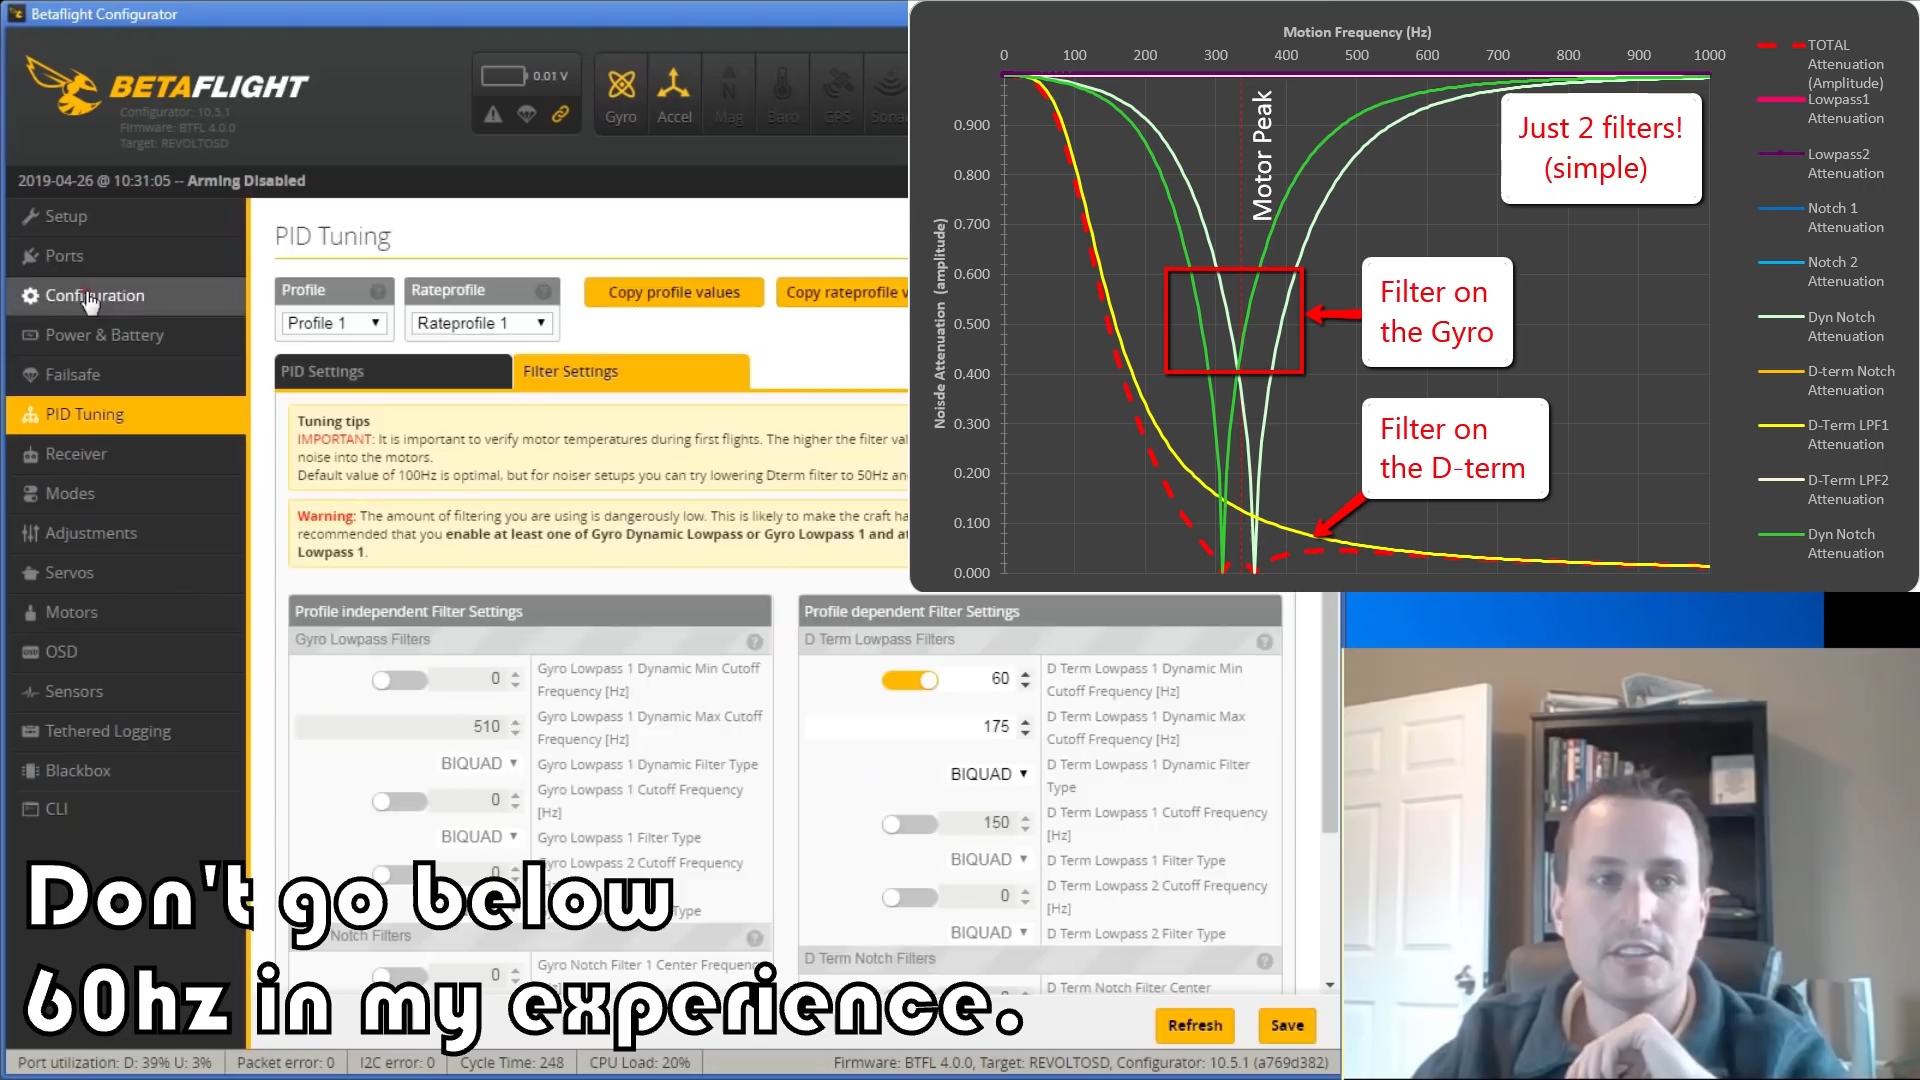 Betaflight Configurator
BETAFLIGHT
Configurator: 10.5.1
Firmware: BTFL 4.0.0
Target: REVOLTOSD
0.01 V
Gyro
Accel
Mag
Baro
GPS
Sonar
2019-04-26 @ 10:31:05 -- Arming Disabled
Setup
Ports
Configuration
Power & Battery
Failsafe
PID Tuning
Receiver
Modes
Adjustments
Servos
Motors
OSD
Sensors
Tethered Logging
Blackbox
CLI
PID Tuning
Profile
Profile 1
Rateprofile
Rateprofile 1
Copy profile values
Copy rateprofile v
PID Settings
Filter Settings
Tuning tips
IMPORTANT: It is important to verify motor temperatures during first flights. The higher the filter val
noise into the motors.
Default value of 100Hz is optimal, but for noiser setups you can try lowering Dterm filter to 50Hz an
Warning: The amount of filtering you are using is dangerously low. This is likely to make the craft ha
recommended that you enable at least one of Gyro Dynamic Lowpass or Gyro Lowpass 1 and at
Lowpass 1.
Profile independent Filter Settings
Gyro Lowpass Filters
0
Gyro Lowpass 1 Dynamic Min Cutoff
Frequency [Hz]
510
Gyro Lowpass 1 Dynamic Max Cutoff
Frequency [Hz]
BIQUAD
Gyro Lowpass 1 Dynamic Filter Type
0
Gyro Lowpass 1 Cutoff Frequency
[Hz]
BIQUAD
Gyro Lowpass 1 Filter Type
Gyro Lowpass 2 Cutoff Frequency
Notch Filters
0
Gyro Notch Filter 1 Center Frequency
Profile dependent Filter Settings
D Term Lowpass Filters
60
D Term Lowpass 1 Dynamic Min
Cutoff Frequency [Hz]
175
D Term Lowpass 1 Dynamic Max
Cutoff Frequency [Hz]
BIQUAD
D Term Lowpass 1 Dynamic Filter
Type
150
D Term Lowpass 1 Cutoff Frequency
[Hz]
BIQUAD
D Term Lowpass 1 Filter Type
0
D Term Lowpass 2 Cutoff Frequency
[Hz]
BIQUAD
D Term Lowpass 2 Filter Type
D Term Notch Filters
D Term Notch Filter Center
Refresh
Save
Port utilization: D: 39% U: 3%
Packet error: 0
I2C error: 0
Cycle Time: 248
CPU Load: 20%
Firmware: BTFL 4.0.0, Target: REVOLTOSD, Configurator: 10.5.1 (a769d382)
Don't go below
60hz in my experience.
Motion Frequency (Hz)
0 100 200 300 400 500 600 700 800 900 1000
0.900
0.800
0.700
0.600
0.500
0.400
0.300
0.200
0.100
0.000
Noisde Attenuation (amplitude)
Motor Peak
Just 2 filters!
(simple)
Filter on
the Gyro
Filter on
the D-term
TOTAL
Attenuation
(Amplitude)
Lowpass1
Attenuation
Lowpass2
Attenuation
Notch 1
Attenuation
Notch 2
Attenuation
Dyn Notch
Attenuation
D-term Notch
Attenuation
D-Term LPF1
Attenuation
D-Term LPF2
Attenuation
Dyn Notch
Attenuation